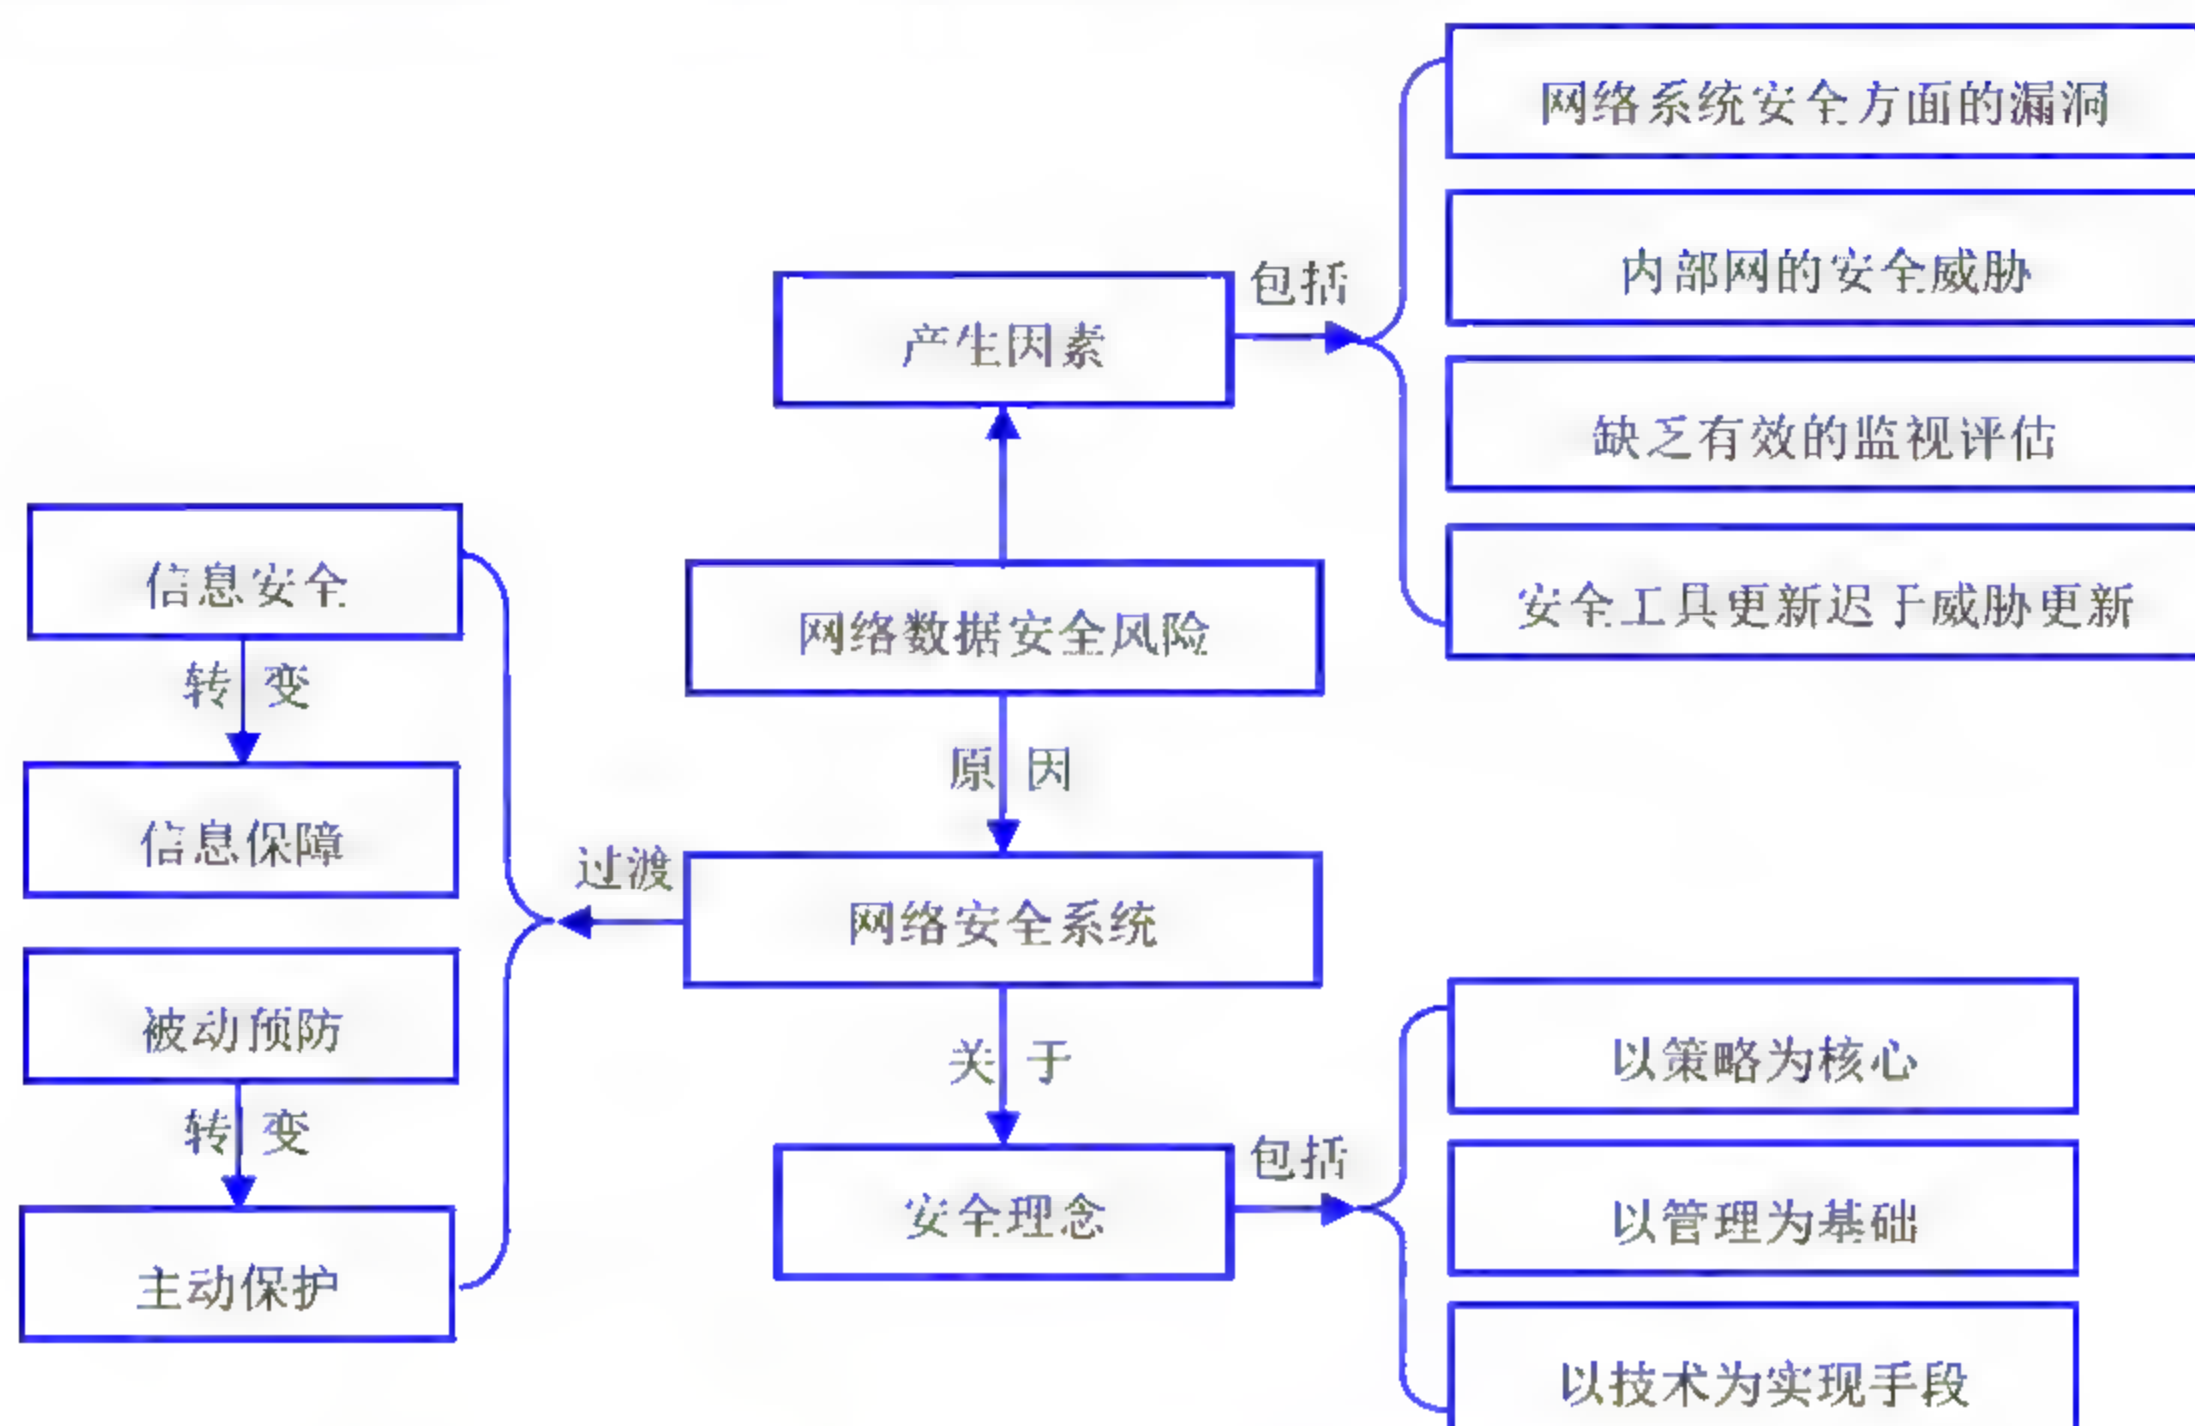 网络系统安全方面的漏洞
内部网的安全威胁
包括
产生因素
缺乏有效的监视评估
安全工具更新迟于威胁更新
信息安全
网络数据安全风险
转变
原因
信息保障
过渡
网络安全系统
被动预防
关于
以策略为核心
转变
包括
安全理念
以管理为基础
主动保护
以技术为实现手段